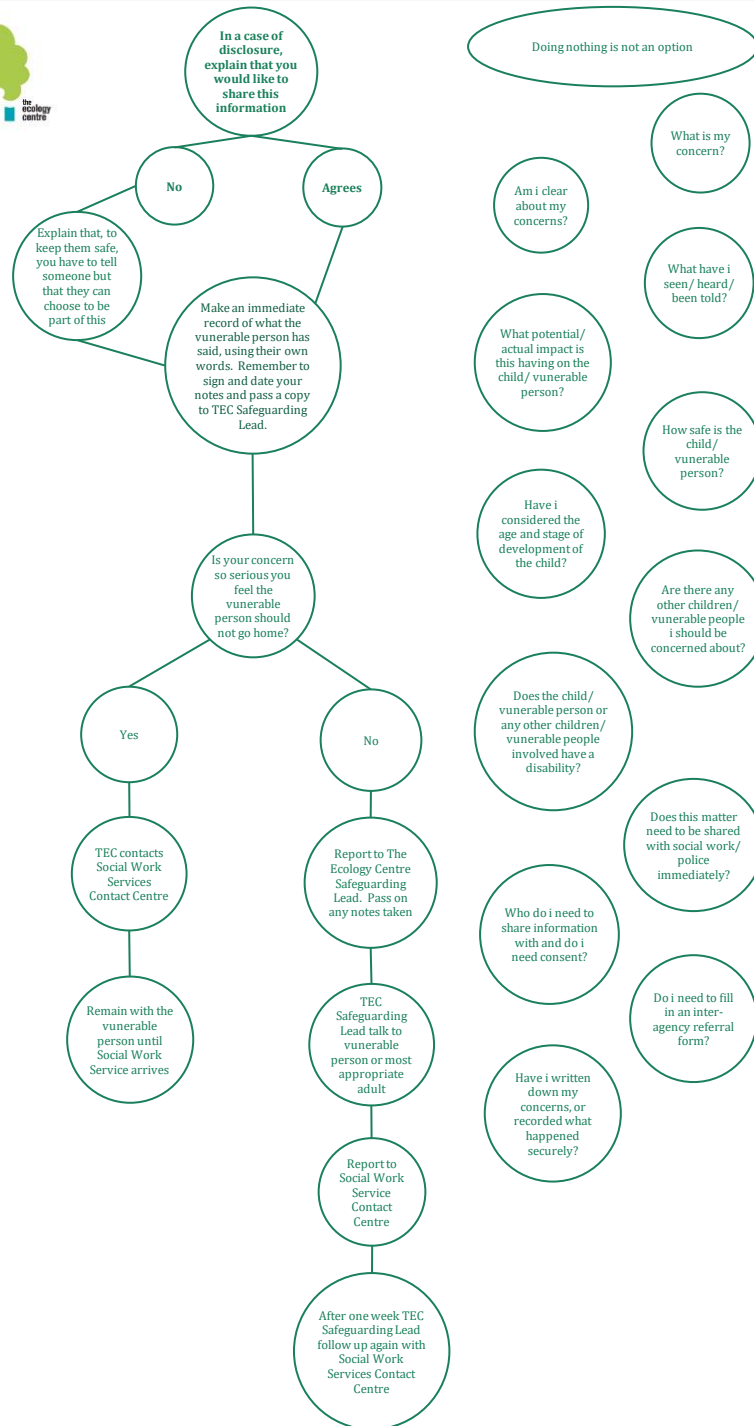 the
ecology
centre
In a case of
disclosure,
explain that you
would like to
share this
information
No
Agrees
Explain that, to
keep them safe,
you have to tell
someone but
that they can
choose to be
part of this
Make an immediate
record of what the
vunerable person has
said, using their own
words. Remember to
sign and date your
notes and pass a copy
to TEC Safeguarding
Lead.
Is your concern
so serious you
feel the
vunerable
person should
not go home?
Yes
No
TEC contacts
Social Work
Services
Contact Centre
Report to The
Ecology Centre
Safeguarding
Lead. Pass on
any notes taken
Remain with the
vunerable
person until
Social Work
Service arrives
TEC
Safeguarding
Lead talk to
vunerable
person or most
appropriate
adult
Report to
Social Work
Service
Contact
Centre
After one week TEC
Safeguarding Lead
follow up again with
Social Work
Services Contact
Centre
Doing nothing is not an option
What is my
concern?
Am i clear
about my
concerns?
What have i
seen/ heard/
been told?
What potential/
actual impact is
this having on the
child/ vunerable
person?
How safe is the
child/
vunerable
person?
Have i
considered the
age and stage of
development of
the child?
Are there any
other children/
vunerable people
i should be
concerned about?
Does the child/
vunerable person or
any other children/
vunerable people
involved have a
disability?
Does this matter
need to be shared
with social work/
police
immediately?
Who do i need to
share information
with and do i
need consent?
Do i need to fill
in an inter-
agency referral
form?
Have i written
down my
concerns, or
recorded what
happened
securely?